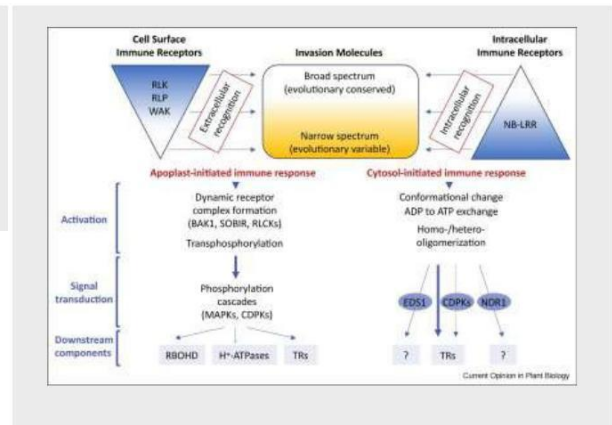 Cell Surface
Immune Receptors
Invasion Molecules
Intracellular
Immune Receptors
RLK
RLP
WAK
Extracellular
recognition
Broad spectrum
(evolutionary conserved)
Narrow spectrum
(evolutionary variable)
Intracellular
recognition
NB-LRR
Apoplast-initiated immune response
Cytosol-initiated immune response
Activation
Dynamic receptor
complex formation
(BAK1, SOBIR, RLCKs)
Transphosphorylation
Conformational change
ADP to ATP exchange
Homo-/hetero-
oligomerization
Signal
transduction
Phosphorylation
cascades
(MAPKs, CDPKs)
EDS1 CDPKs NDR1
Downstream
components
RBOHD H+-ATPases TRs ? TRs ?
Current Opinion in Plant Biology